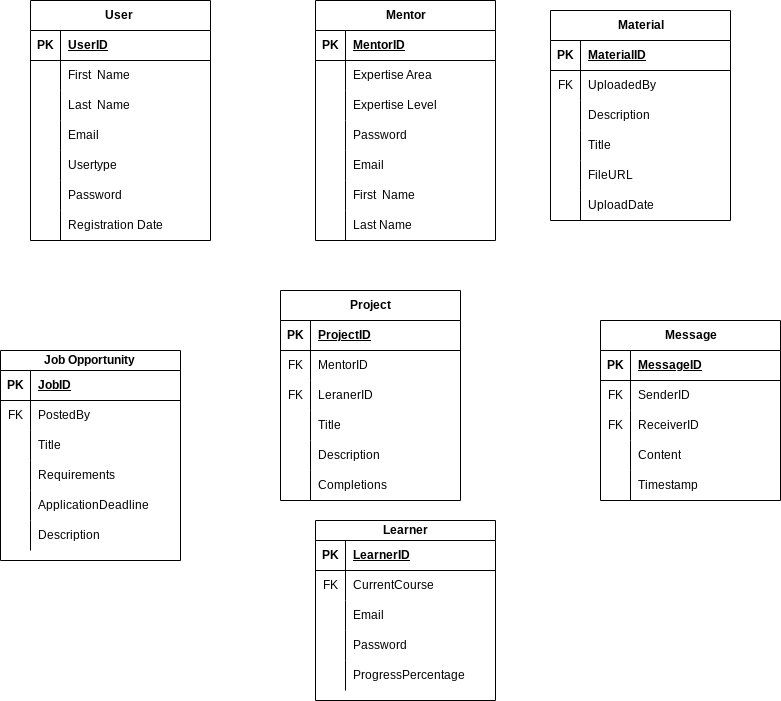 User
PK UserID
First Name
Last Name
Email
Usertype
Password
Registration Date
Mentor
PK MentorID
Expertise Area
Expertise Level
Password
Email
First Name
Last Name
Material
PK MaterialID
FK UploadedBy
Description
Title
FileURL
UploadDate
Job Opportunity
PK JobID
FK PostedBy
Title
Requirements
ApplicationDeadline
Description
Project
PK ProjectID
FK MentorID
FK LeranerID
Title
Description
Completions
Message
PK MessageID
FK SenderID
FK ReceiverID
Content
Timestamp
Learner
PK LearnerID
FK CurrentCourse
Email
Password
ProgressPercentage